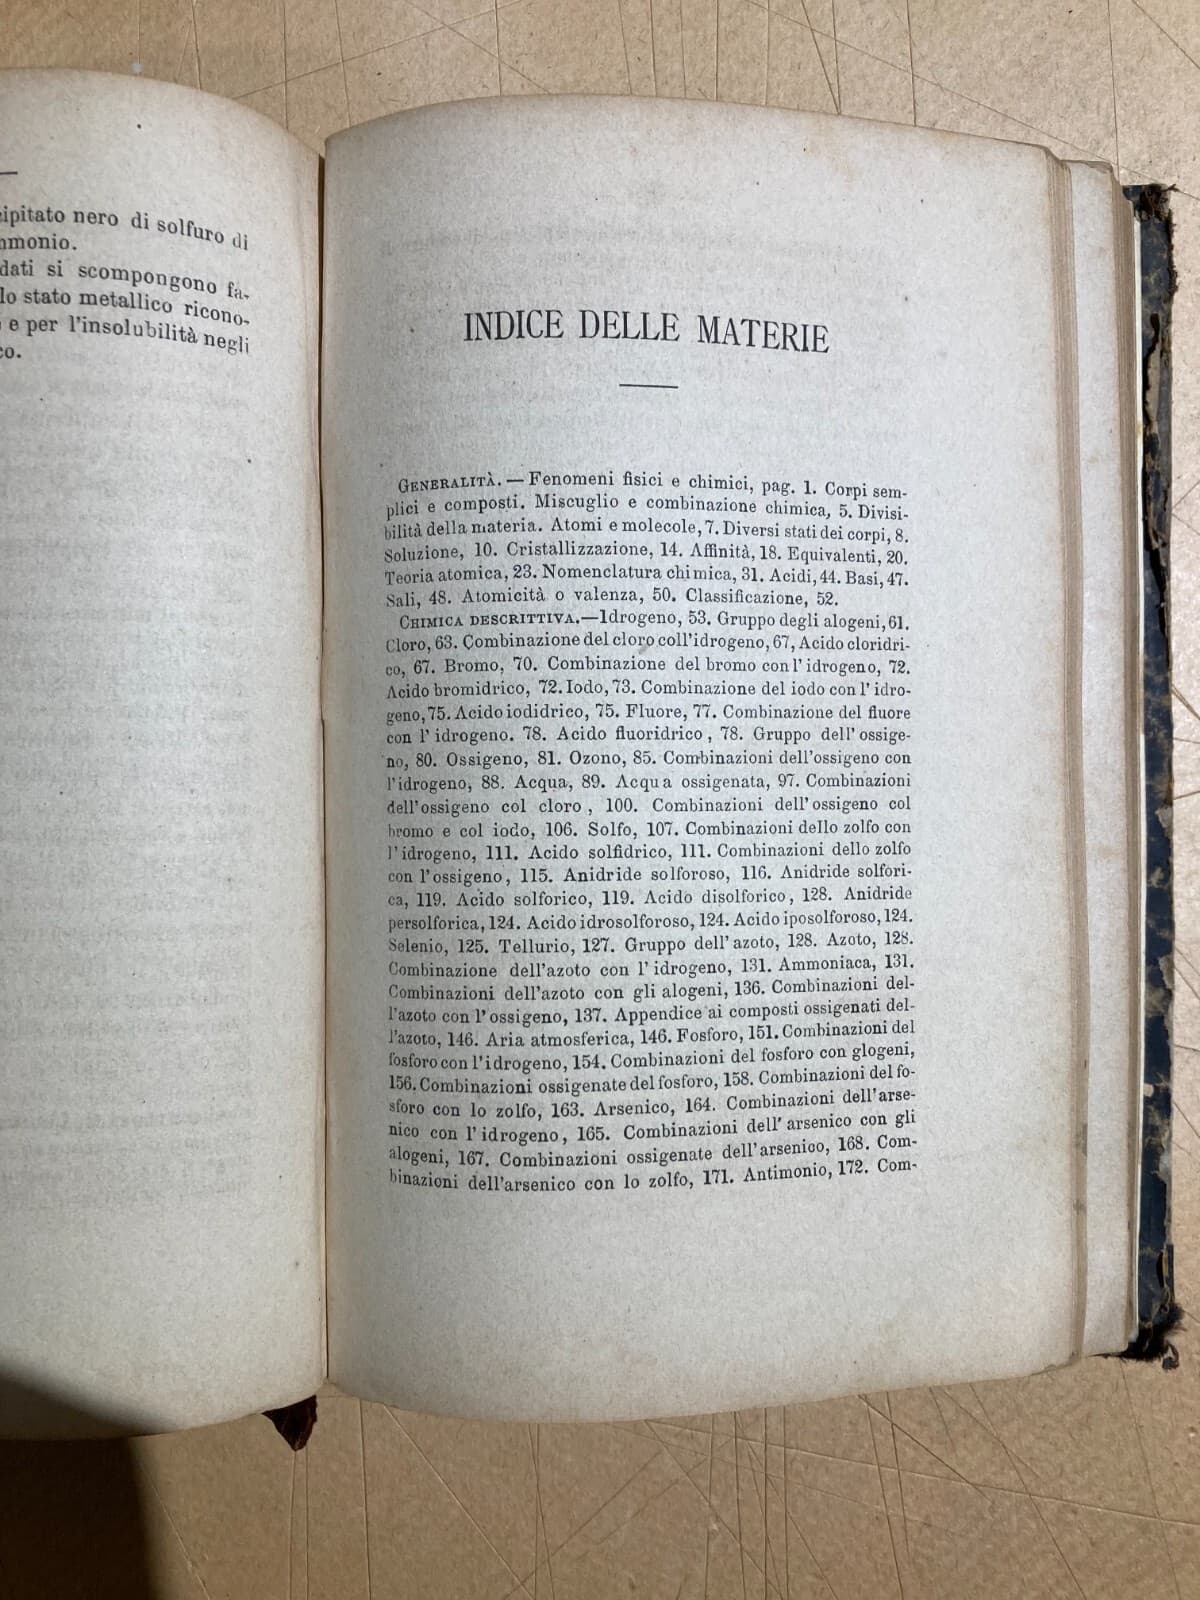 ipitato nero di solfuro di
mmonio.
dati si scompongono fa-
lo stato metallico ricono-
e per l'insolubilità negli
co.
INDICE DELLE MATERIE
GENERALITÀ. — Fenomeni fisici e chimici, pag. 1. Corpi sem-
plici e composti. Miscuglio e combinazione chimica, 5. Divisi-
bilità della materia. Atomi e molecole, 7. Diversi stati dei corpi, 8.
Soluzione, 10. Cristallizzazione, 14. Affinità, 18. Equivalenti, 20.
Teoria atomica, 23. Nomenclatura chimica, 31. Acidi, 44. Basi, 47.
Sali, 48. Atomicità o valenza, 50. Classificazione, 52.
CHIMICA DESCRITTIVA.—Idrogeno, 53. Gruppo degli alogeni, 61.
Cloro, 63. Combinazione del cloro coll'idrogeno, 67, Acido cloridri-
co, 67. Bromo, 70. Combinazione del bromo con l'idrogeno, 72.
Acido bromidrico, 72. Iodo, 73. Combinazione del iodo con l'idro-
geno, 75. Acido iodidrico, 75. Fluore, 77. Combinazione del fluore
con l'idrogeno. 78. Acido fluoridrico, 78. Gruppo dell'ossige-
no, 80. Ossigeno, 81. Ozono, 85. Combinazioni dell'ossigeno con
l'idrogeno, 88. Acqua, 89. Acqua ossigenata, 97. Combinazioni
dell'ossigeno col cloro, 100. Combinazioni dell'ossigeno col
bromo e col iodo, 106. Solfo, 107. Combinazioni dello zolfo con
l'idrogeno, 111. Acido solfidrico, 111. Combinazioni dello zolfo
con l'ossigeno, 115. Anidride solforoso, 116. Anidride solfori-
ca, 119. Acido solforico, 119. Acido disolforico, 128. Anidride
persolforica, 124. Acido idrosolforoso, 124. Acido iposolforoso, 124.
Selenio, 125. Tellurio, 127. Gruppo dell'azoto, 128. Azoto, 128.
Combinazione dell'azoto con l'idrogeno, 131. Ammoniaca, 131.
Combinazioni dell'azoto con gli alogeni, 136. Combinazioni del-
l'azoto con l'ossigeno, 137. Appendice ai composti ossigenati del-
l'azoto, 146. Aria atmosferica, 146. Fosforo, 151. Combinazioni del
fosforo con l'idrogeno, 154. Combinazioni del fosforo con glogeni,
156. Combinazioni ossigenate del fosforo, 158. Combinazioni del fo-
sforo con lo zolfo, 163. Arsenico, 164. Combinazioni dell'arse-
nico con l'idrogeno, 165. Combinazioni dell'arsenico con gli
alogeni, 167. Combinazioni ossigenate dell'arsenico, 168. Com-
binazioni dell'arsenico con lo zolfo, 171. Antimonio, 172. Com-